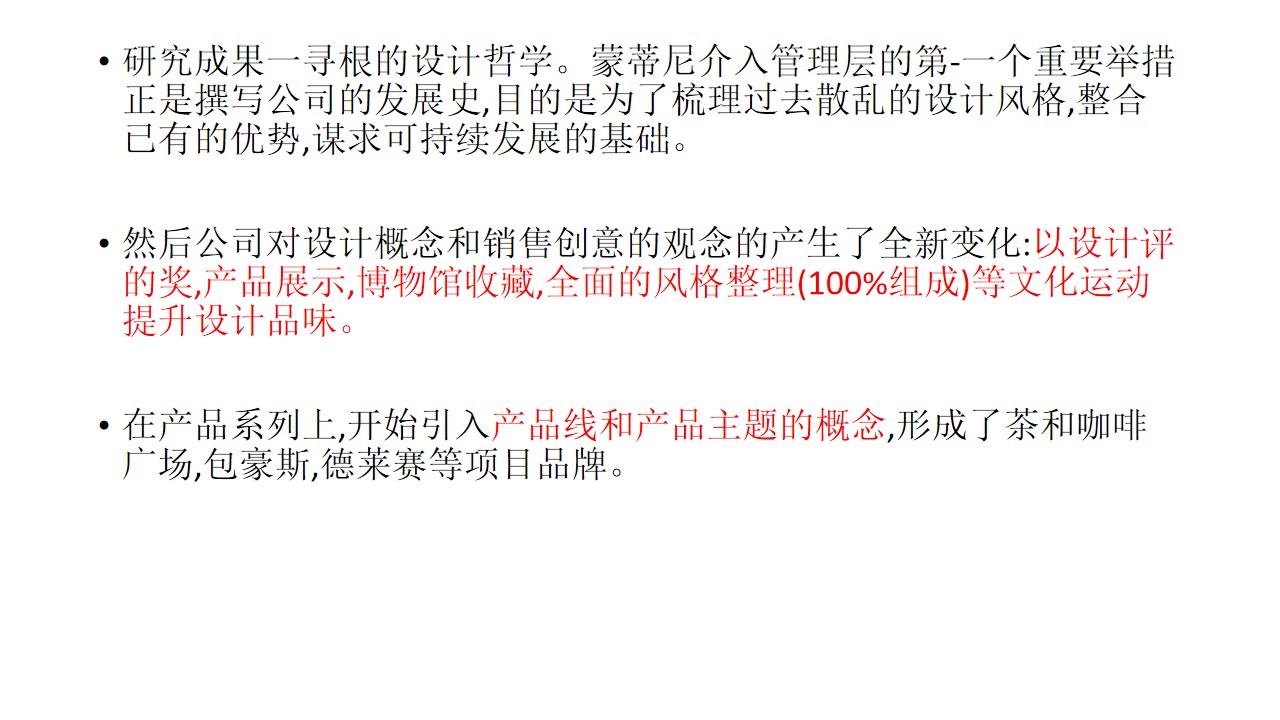 • 研究成果一寻根的设计哲学。蒙蒂尼介入管理层的第-一个重要举措
正是撰写公司的发展史,目的是为了梳理过去散乱的设计风格,整合
已有的优势,谋求可持续发展的基础。
• 然后公司对设计概念和销售创意的观念的产生了全新变化:以设计评
的奖,产品展示,博物馆收藏,全面的风格整理(100%组成)等文化运动
提升设计品味。
• 在产品系列上,开始引入产品线和产品主题的概念,形成了茶和咖啡
广场,包豪斯,德莱赛等项目品牌。